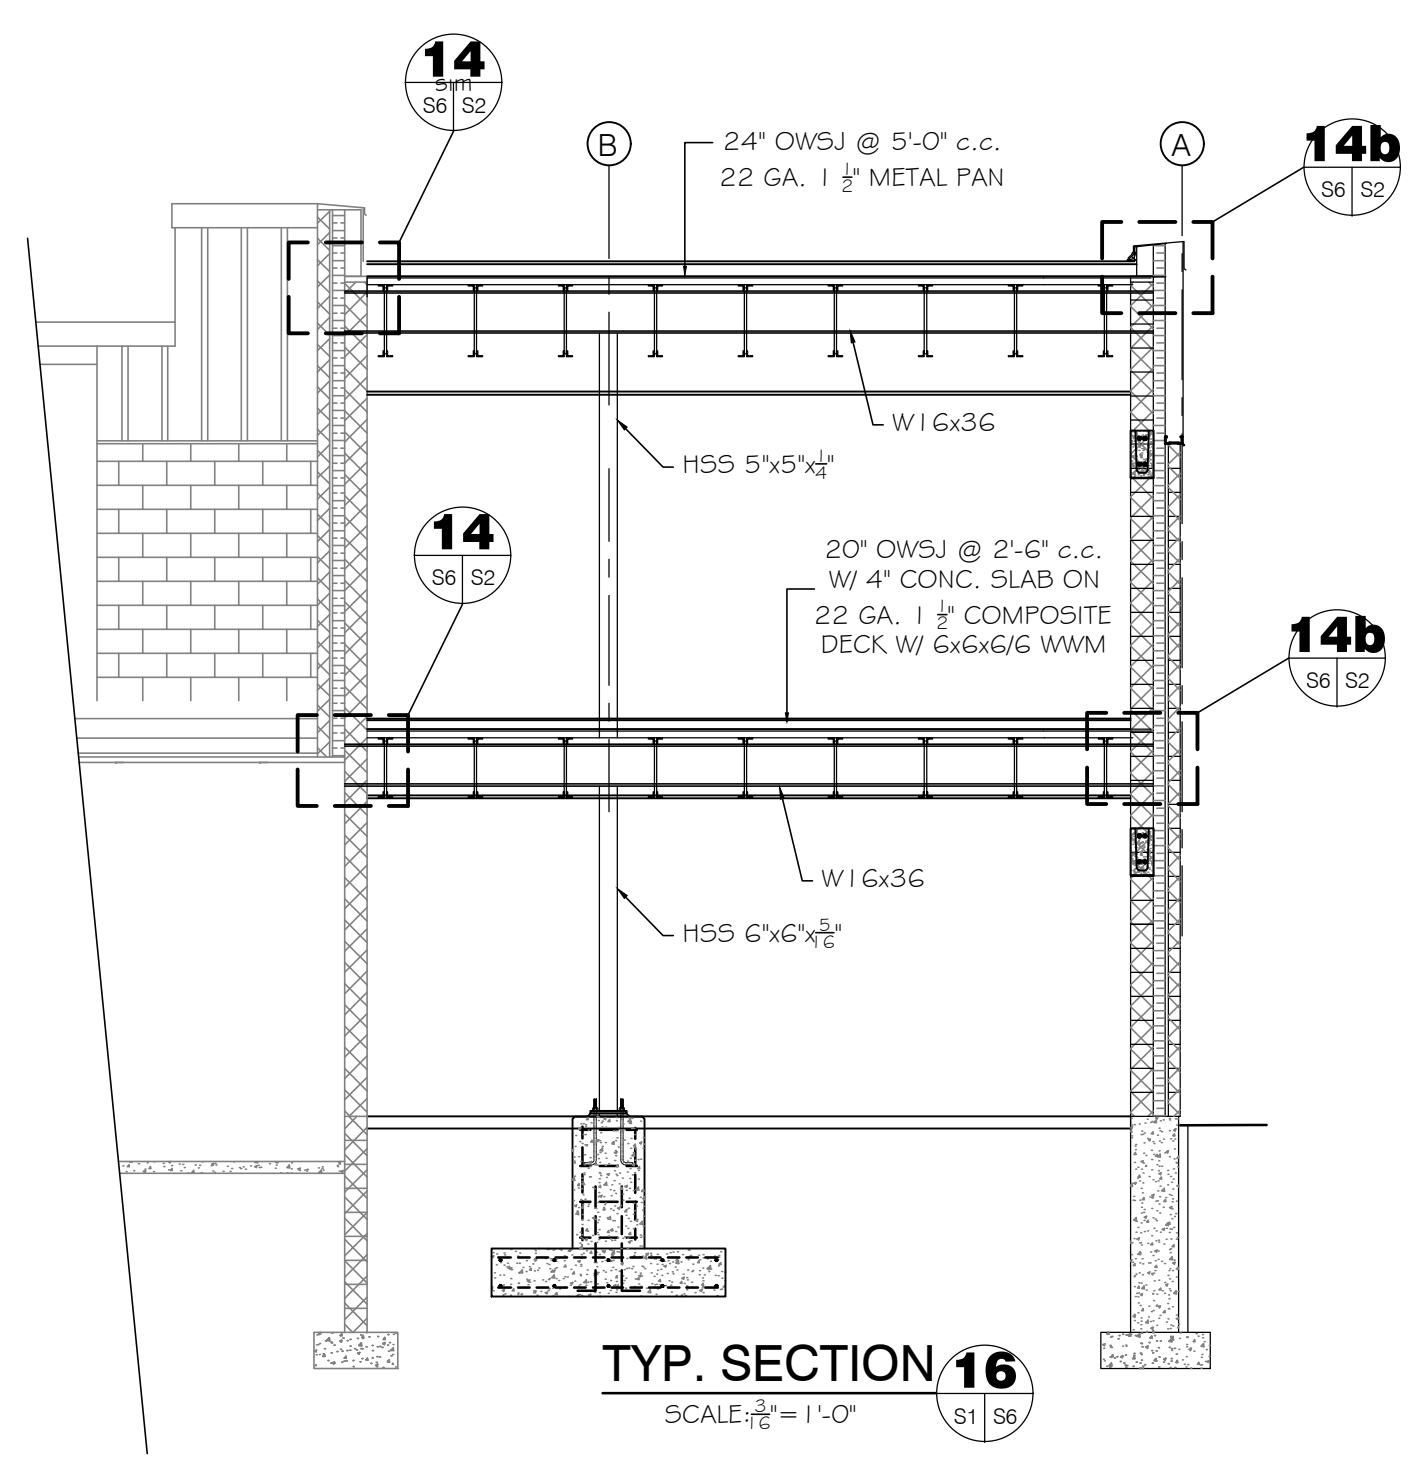 14
sim
S6 S2
B
24" OWSJ @ 5'-0" c.c.
22 GA. 1 1/2" METAL PAN
A
14b
S6 S2
W16x36
HSS 5"x5"x1/4"
14
S6 S2
20" OWSJ @ 2'-6" c.c.
W/ 4" CONC. SLAB ON
22 GA. 1 1/2" COMPOSITE
DECK W/ 6x6x6/6 WWM
14b
S6 S2
W16x36
HSS 6"x6"x5/16"
TYP. SECTION
SCALE:3/16"=1'-0"
16
S1 S6